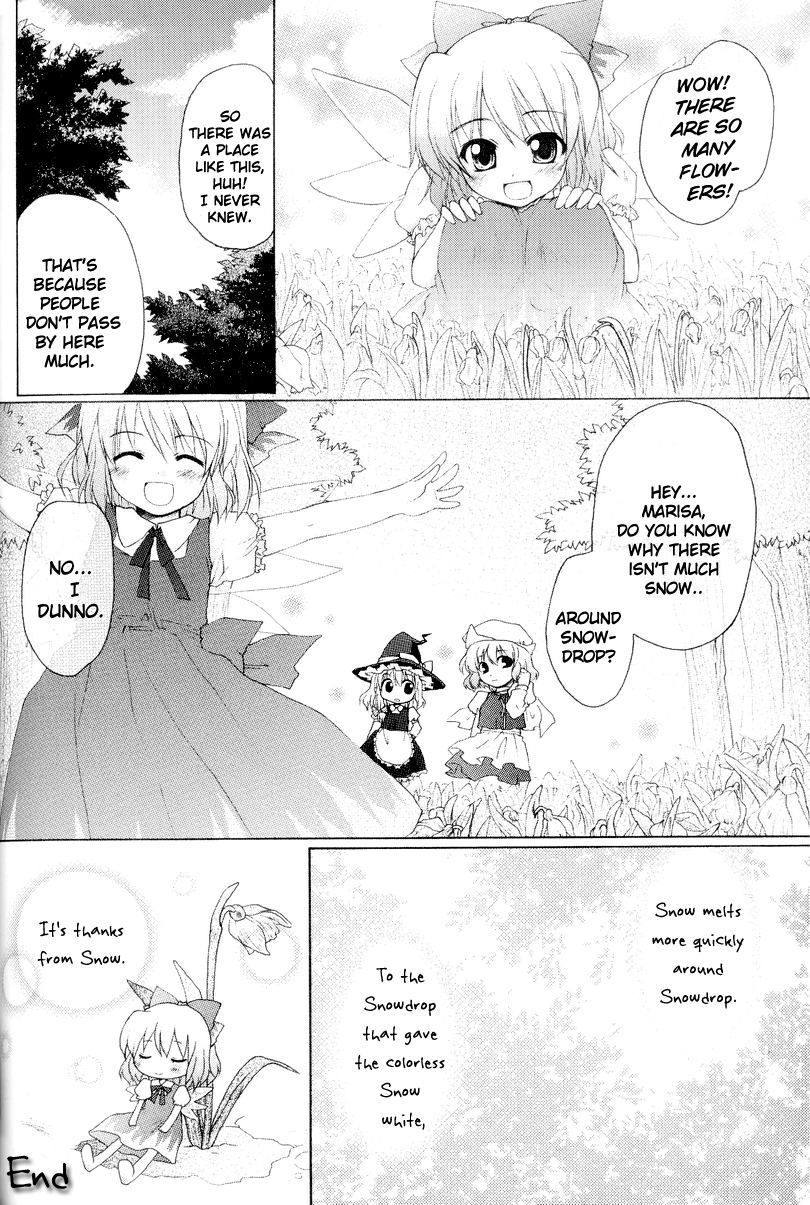 WOW!
THERE
ARE SO
MANY
FLOW-
ERS!
SO
THERE WAS
A PLACE
LIKE THIS,
HUH!
I NEVER
KNEW.
THAT'S
BECAUSE
PEOPLE
DON'T PASS
BY HERE
MUCH.
HEY...
MARISA,
DO YOU KNOW
WHY THERE
ISN'T MUCH
SNOW..
AROUND
SNOW-
DROP?
NO...
I
DUNNO.
Snow melts
more quickly
around
Snowdrop.
To the
Snowdrop
that gave
the colorless
Snow
white,
It's thanks
from Snow.
End